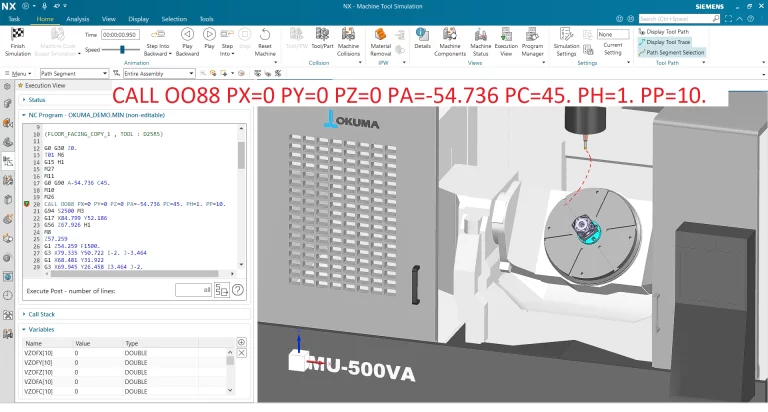 NX
NX - Machine Tool Simulation
SIEMENS
Task Home Analysis View Display Selection Tools
Search (Ctrl+Space)
Finish Simulation
Machine Code Based Simulation
Time 00:00:00,950
Speed
Step Into Backward
Play Backward
Play
Step Into
Stop
Reset Machine
Animation
Tool/IPW
Tool/Part
Machine Collisions
Collision
Material Removal
IPW
Details
Machine Components
Machine Status
Execution View
Program Manager
View
Simulation Settings
None
Current Setting
Settings
Display Tool Path
Display Tool Trace
Path Segment Selection
Tool Path
Menu Path Segment Entire Assembly
Execution View
CALL OO88 PX=0 PY=0 PZ=0 PA=-54.736 PC=45. PH=1. PP=10.
Status
NC Program - OKUMA_DEMO.MIN (non-editable)
9
10 (FLOOR_FACING_COPY_1 , TOOL : D25R5)
11
12 G0 G30 I0.
13 T01 M6
14 G15 H1
15 M27
16 M11
17 G0 G90 A-54.736 C45.
18 M10
19 M26
20 CALL OO88 PX=0 PY=0 PZ=0 PA=-54.736 PC=45. PH=1. PP=10.
21 G94 S2500 M3
22 G17 X84.799 Y52.186
23 G56 Z67.926 H1
24 M8
25 Z57.259
26 G1 Z54.259 F1500.
27 G3 X79.335 Y50.722 I-2. J-3.464
28 G1 X68.481 Y31.922
29 G3 X69.945 Y26.458 I3.464 J-2.
Execute Post - number of lines: all
Call Stack
Variables
Name Value Type
VZOFX[10] 0 DOUBLE
VZOFY[10] 0 DOUBLE
VZOFZ[10] 0 DOUBLE
VZOFA[10] 0 DOUBLE
VZOFC[10] 0 DOUBLE
OKUMA
MU-500VA